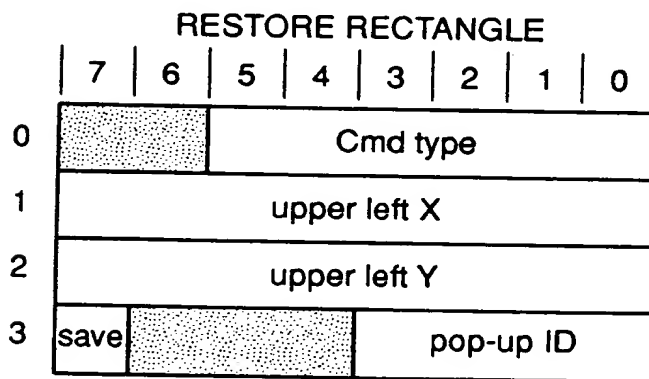 RESTORE RECTANGLE
7 6 5 4 3 2 1 0
0 Cmd type
1 upper left X
2 upper left Y
3 save pop-up ID